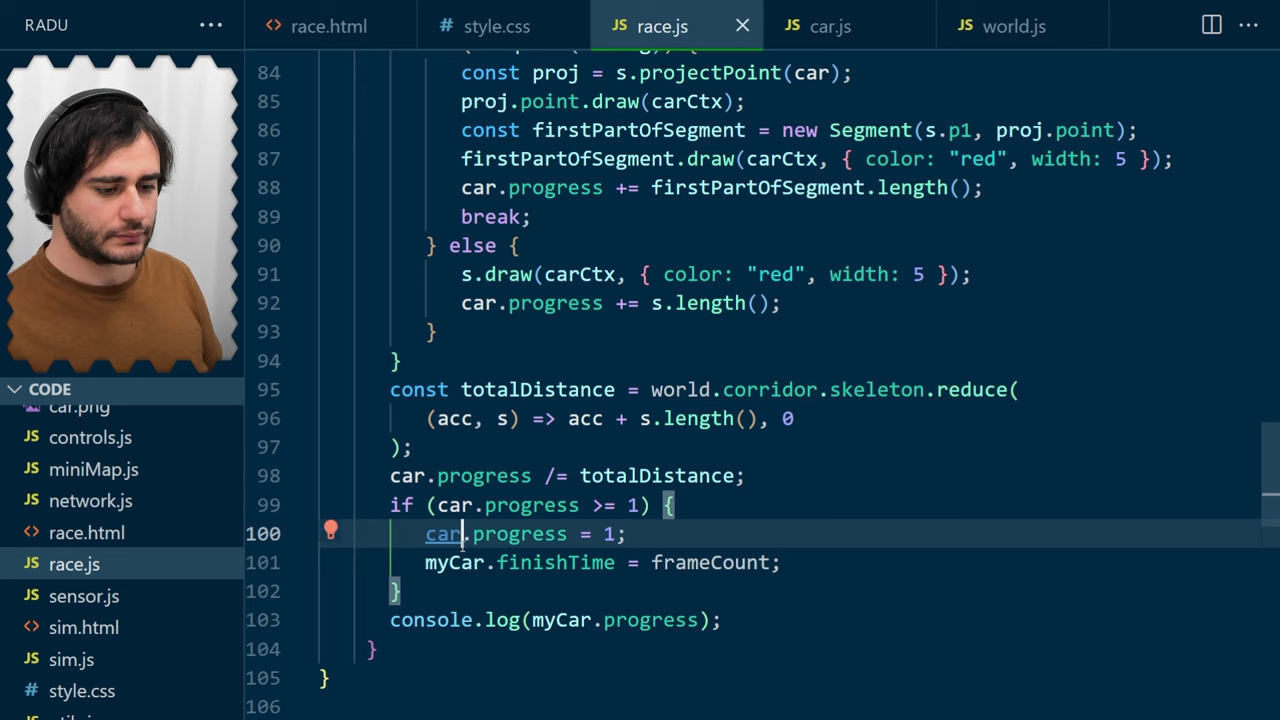 RADU
race.html
style.css
race.js
car.js
world.js
84 const proj = s.projectPoint(car);
85 proj.point.draw(carCtx);
86 const firstPartOfSegment = new Segment(s.p1, proj.point);
87 firstPartOfSegment.draw(carCtx, { color: "red", width: 5 });
88 car.progress += firstPartOfSegment.length();
89 break;
90 } else {
91 s.draw(carCtx, { color: "red", width: 5 });
92 car.progress += s.length();
93 }
94 }
95 const totalDistance = world.corridor.skeleton.reduce(
96 (acc, s) => acc + s.length(), 0
97 );
98 car.progress /= totalDistance;
99 if (car.progress >= 1) {
100 car.progress = 1;
101 myCar.finishTime = frameCount;
102 }
103 console.log(myCar.progress);
104 }
105 }
106
CODE
car.png
JS controls.js
JS miniMap.js
JS network.js
race.html
JS race.js
JS sensor.js
sim.html
JS sim.js
# style.css